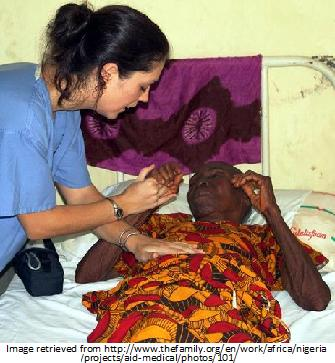 Image retrieved from http://www.thefamily.org/en/work/africa/nigeria
/projects/aid-medical/photos/101/